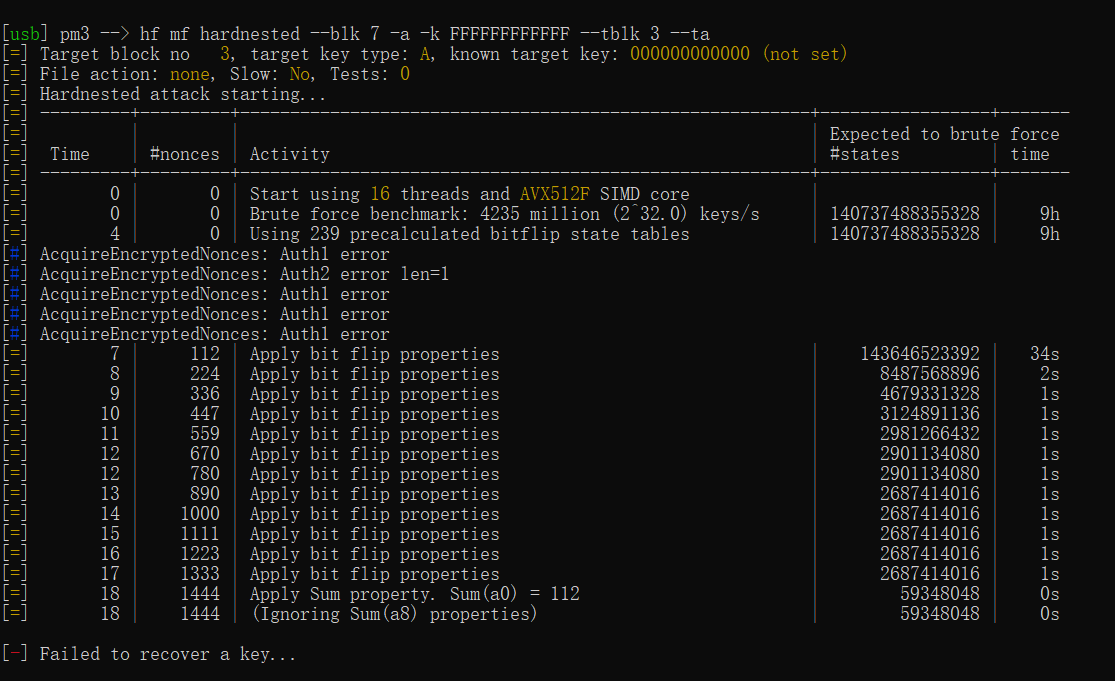 [usb] pm3 --> hf mf hardnested --blk 7 -a -k FFFFFFFFFFFF --tblk 3 --ta
[=] Target block no   3, target key type: A, known target key: 000000000000 (not set)
[=] File action: none, Slow: No, Tests: 0
[=] Hardnested attack starting...
[=] ---------+---------+---------------------------------------------------------+-----------------+-------
[=]          |         |                                                         | Expected to brute force
[=]  Time    | #nonces | Activity                                                | #states         | time
[=] ---------+---------+---------------------------------------------------------+-----------------+-------
[=]        0 |       0 | Start using 16 threads and AVX512F SIMD core            |                 |
[=]        0 |       0 | Brute force benchmark: 4235 million (2^32.0) keys/s     | 140737488355328 |    9h
[=]        4 |       0 | Using 239 precalculated bitflip state tables            | 140737488355328 |    9h
[#] AcquireEncryptedNonces: Auth1 error
[#] AcquireEncryptedNonces: Auth2 error len=1
[#] AcquireEncryptedNonces: Auth1 error
[#] AcquireEncryptedNonces: Auth1 error
[#] AcquireEncryptedNonces: Auth1 error
[=]        7 |     112 | Apply bit flip properties                               |    143646523392 |   34s
[=]        8 |     224 | Apply bit flip properties                               |      8487568896 |    2s
[=]        9 |     336 | Apply bit flip properties                               |      4679331328 |    1s
[=]       10 |     447 | Apply bit flip properties                               |      3124891136 |    1s
[=]       11 |     559 | Apply bit flip properties                               |      2981266432 |    1s
[=]       12 |     670 | Apply bit flip properties                               |      2901134080 |    1s
[=]       12 |     780 | Apply bit flip properties                               |      2901134080 |    1s
[=]       13 |     890 | Apply bit flip properties                               |      2687414016 |    1s
[=]       14 |    1000 | Apply bit flip properties                               |      2687414016 |    1s
[=]       15 |    1111 | Apply bit flip properties                               |      2687414016 |    1s
[=]       16 |    1223 | Apply bit flip properties                               |      2687414016 |    1s
[=]       17 |    1333 | Apply bit flip properties                               |      2687414016 |    1s
[=]       18 |    1444 | Apply Sum property. Sum(a0) = 112                       |        59348048 |    0s
[=]       18 |    1444 | (Ignoring Sum(a8) properties)                           |        59348048 |    0s
[-] Failed to recover a key...